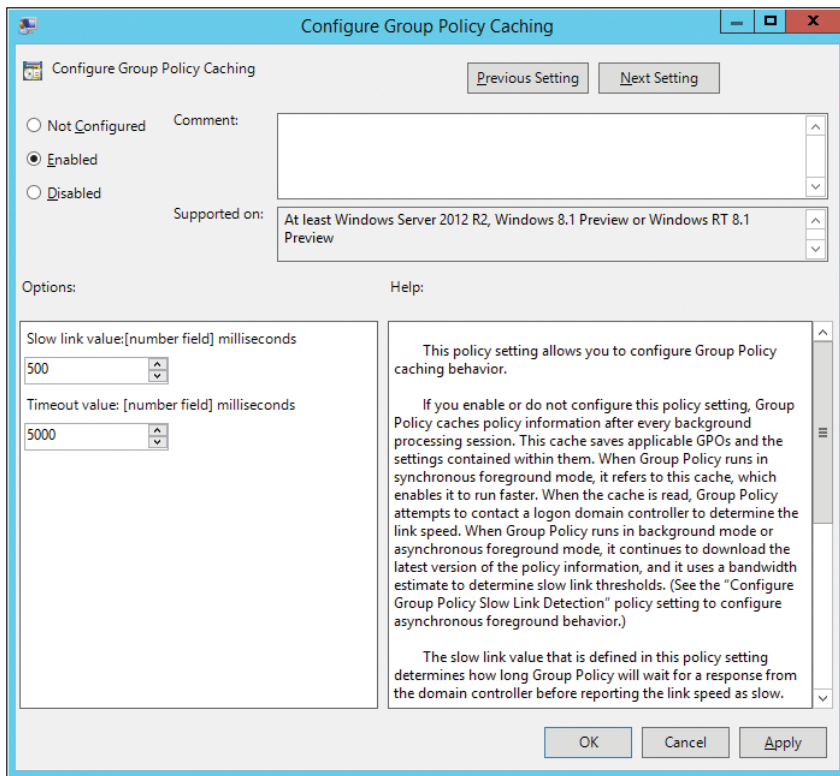 Configure Group Policy Caching
Configure Group Policy Caching
Previous Setting
Next Setting
Not Configured
Enabled
Disabled
Comment:
Supported on:
At least Windows Server 2012 R2, Windows 8.1 Preview or Windows RT 8.1
Preview
Options:
Help:
Slow link value:[number field] milliseconds
500
Timeout value: [number field] milliseconds
5000
This policy setting allows you to configure Group Policy
caching behavior.
If you enable or do not configure this policy setting, Group
Policy caches policy information after every background
processing session. This cache saves applicable GPOs and the
settings contained within them. When Group Policy runs in
synchronous foreground mode, it refers to this cache, which
enables it to run faster. When the cache is read, Group Policy
attempts to contact a logon domain controller to determine the
link speed. When Group Policy runs in background mode or
asynchronous foreground mode, it continues to download the
latest version of the policy information, and it uses a bandwidth
estimate to determine slow link thresholds. (See the “Configure
Group Policy Slow Link Detection” policy setting to configure
asynchronous foreground behavior.)
The slow link value that is defined in this policy setting
determines how long Group Policy will wait for a response from
the domain controller before reporting the link speed as slow.
OK
Cancel
Apply